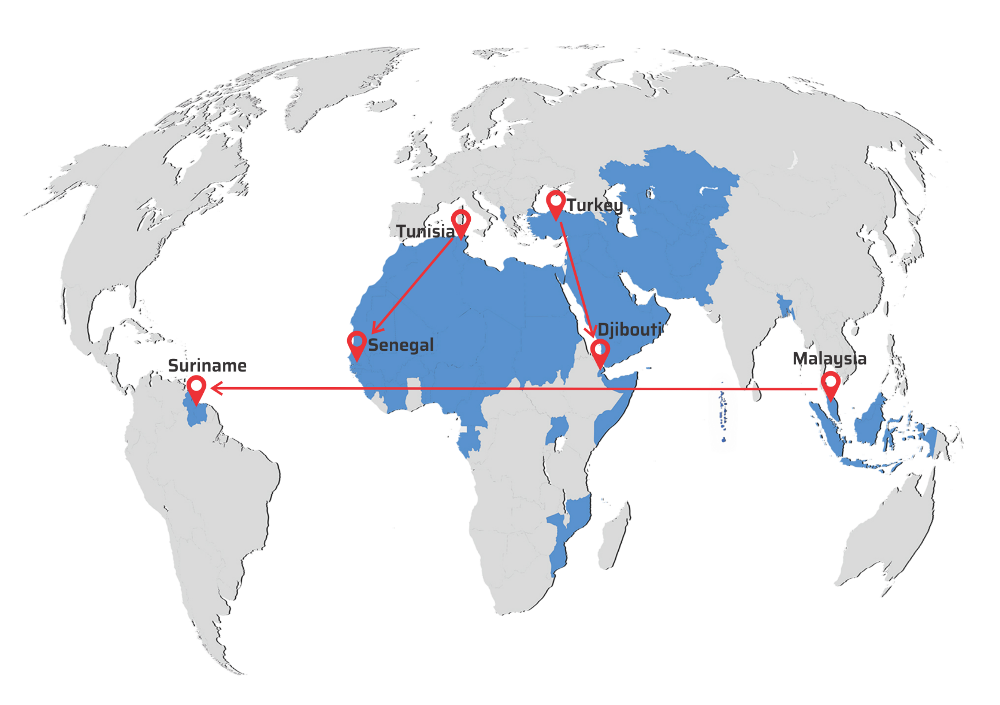 Turkey
Tunisia
Djibouti
Senegal
Malaysia
Suriname